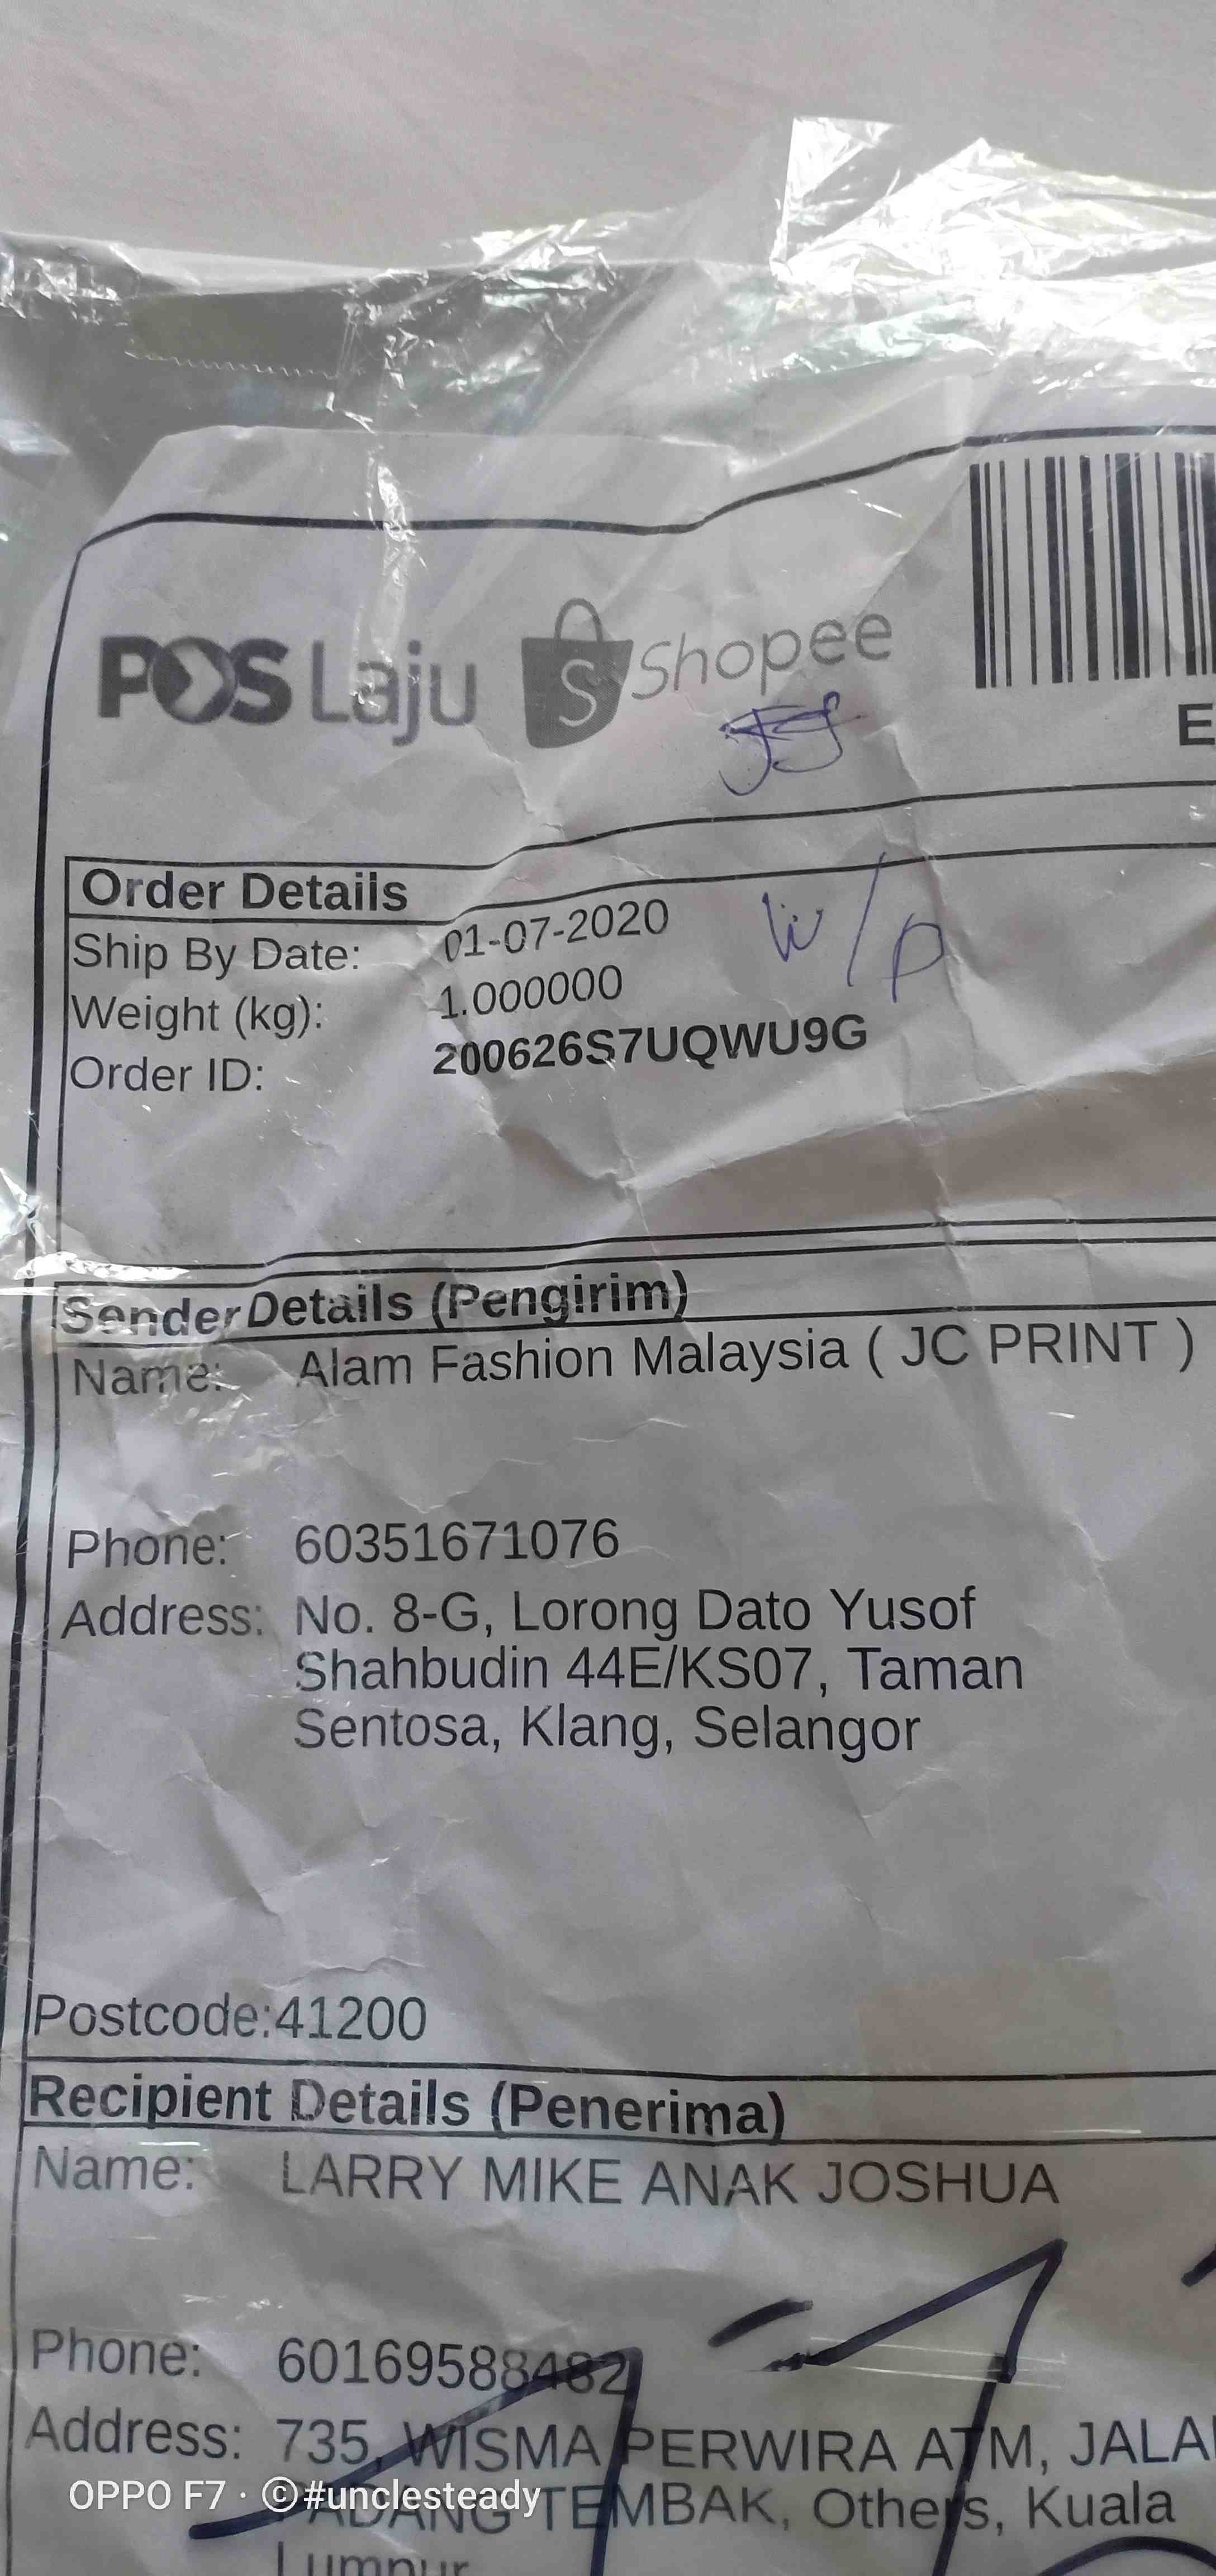 POS Laju
Shopee
E
Order Details
Ship By Date: 01-07-2020
W/P
Weight (kg): 1.000000
Order ID: 200626S7UQWU9G
Sender Details (Pengirim)
Name: Alam Fashion Malaysia ( JC PRINT )
Phone: 60351671076
Address: No. 8-G, Lorong Dato Yusof
Shahbudin 44E/KS07, Taman
Sentosa, Klang, Selangor
Postcode:41200
Recipient Details (Penerima)
Name: LARRY MIKE ANAK JOSHUA
Phone: 60169588482
Address: 735, WISMA PERWIRA ATM, JALA
PADANG TEMBAK, Others, Kuala
Lumpur
OPPO F7 · ©#unclesteady